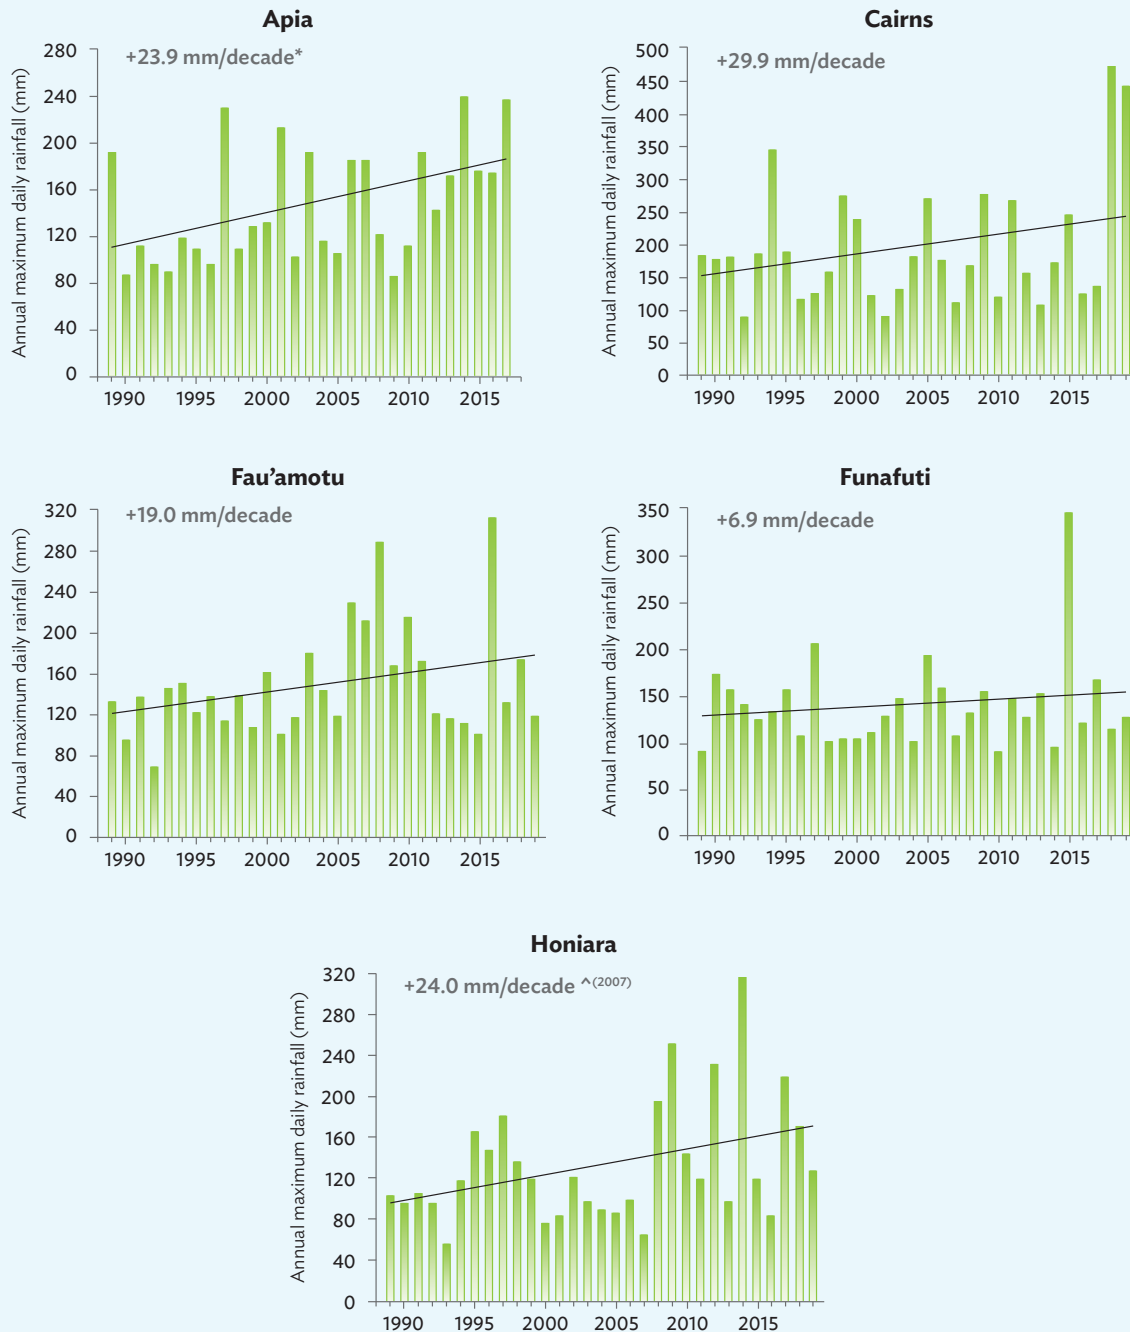 Apia
+23.9 mm/decade*
Annual maximum daily rainfall (mm)
280
240
200
160
120
80
40
0
1990 1995 2000 2005 2010 2015
Cairns
+29.9 mm/decade
Annual maximum daily rainfall (mm)
500
450
400
350
300
250
200
150
100
50
0
1990 1995 2000 2005 2010 2015
Fau’amotu
+19.0 mm/decade
Annual maximum daily rainfall (mm)
320
280
240
200
160
120
80
40
0
1990 1995 2000 2005 2010 2015
Funafuti
+6.9 mm/decade
Annual maximum daily rainfall (mm)
350
300
250
200
150
100
50
0
1990 1995 2000 2005 2010 2015
Honiara
+24.0 mm/decade ^(2007)
Annual maximum daily rainfall (mm)
320
280
240
200
160
120
80
40
0
1990 1995 2000 2005 2010 2015